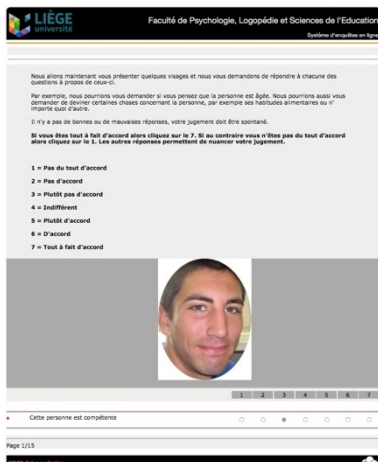 LIÈGE
université
Faculté de Psychologie, Logopédie et Sciences de l'Education
Système d'enquêtes en ligne
Nous allons maintenant vous présenter quelques visages et nous vous demandons de répondre à chacune des
questions à propos de ceux-ci.
Par exemple, nous pourrions vous demander si vous pensez que la personne est âgée. Nous pourrions aussi vous
demander de deviner certaines choses concernant la personne, par exemple ses habitudes alimentaires ou n'
importe quoi d'autre.
Il n'y a pas de bonnes ou de mauvaises réponses, votre jugement doit être spontané.
Si vous êtes tout à fait d'accord alors cliquez sur le 7. Si au contraire vous n'êtes pas du tout d'accord
alors cliquez sur le 1. Les autres réponses permettent de nuancer votre jugement.
1 = Pas du tout d'accord
2 = Pas d'accord
3 = Plutôt pas d'accord
4 = Indifférent
5 = Plutôt d'accord
6 = D'accord
7 = Tout à fait d'accord
1 2 3 4 5 6 7
Cette personne est compétente
Page 1/15